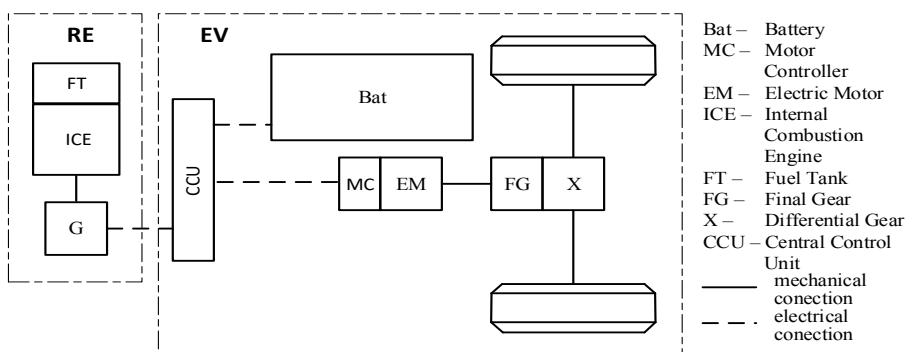 RE
FT
ICE
G
EV
CCU
Bat
MC
EM
FG
X
Bat – Battery
MC – Motor
Controller
EM – Electric Motor
ICE – Internal
Combustion
Engine
FT – Fuel Tank
FG – Final Gear
X – Differential Gear
CCU – Central Control
Unit
mechanical
conection
electrical
conection